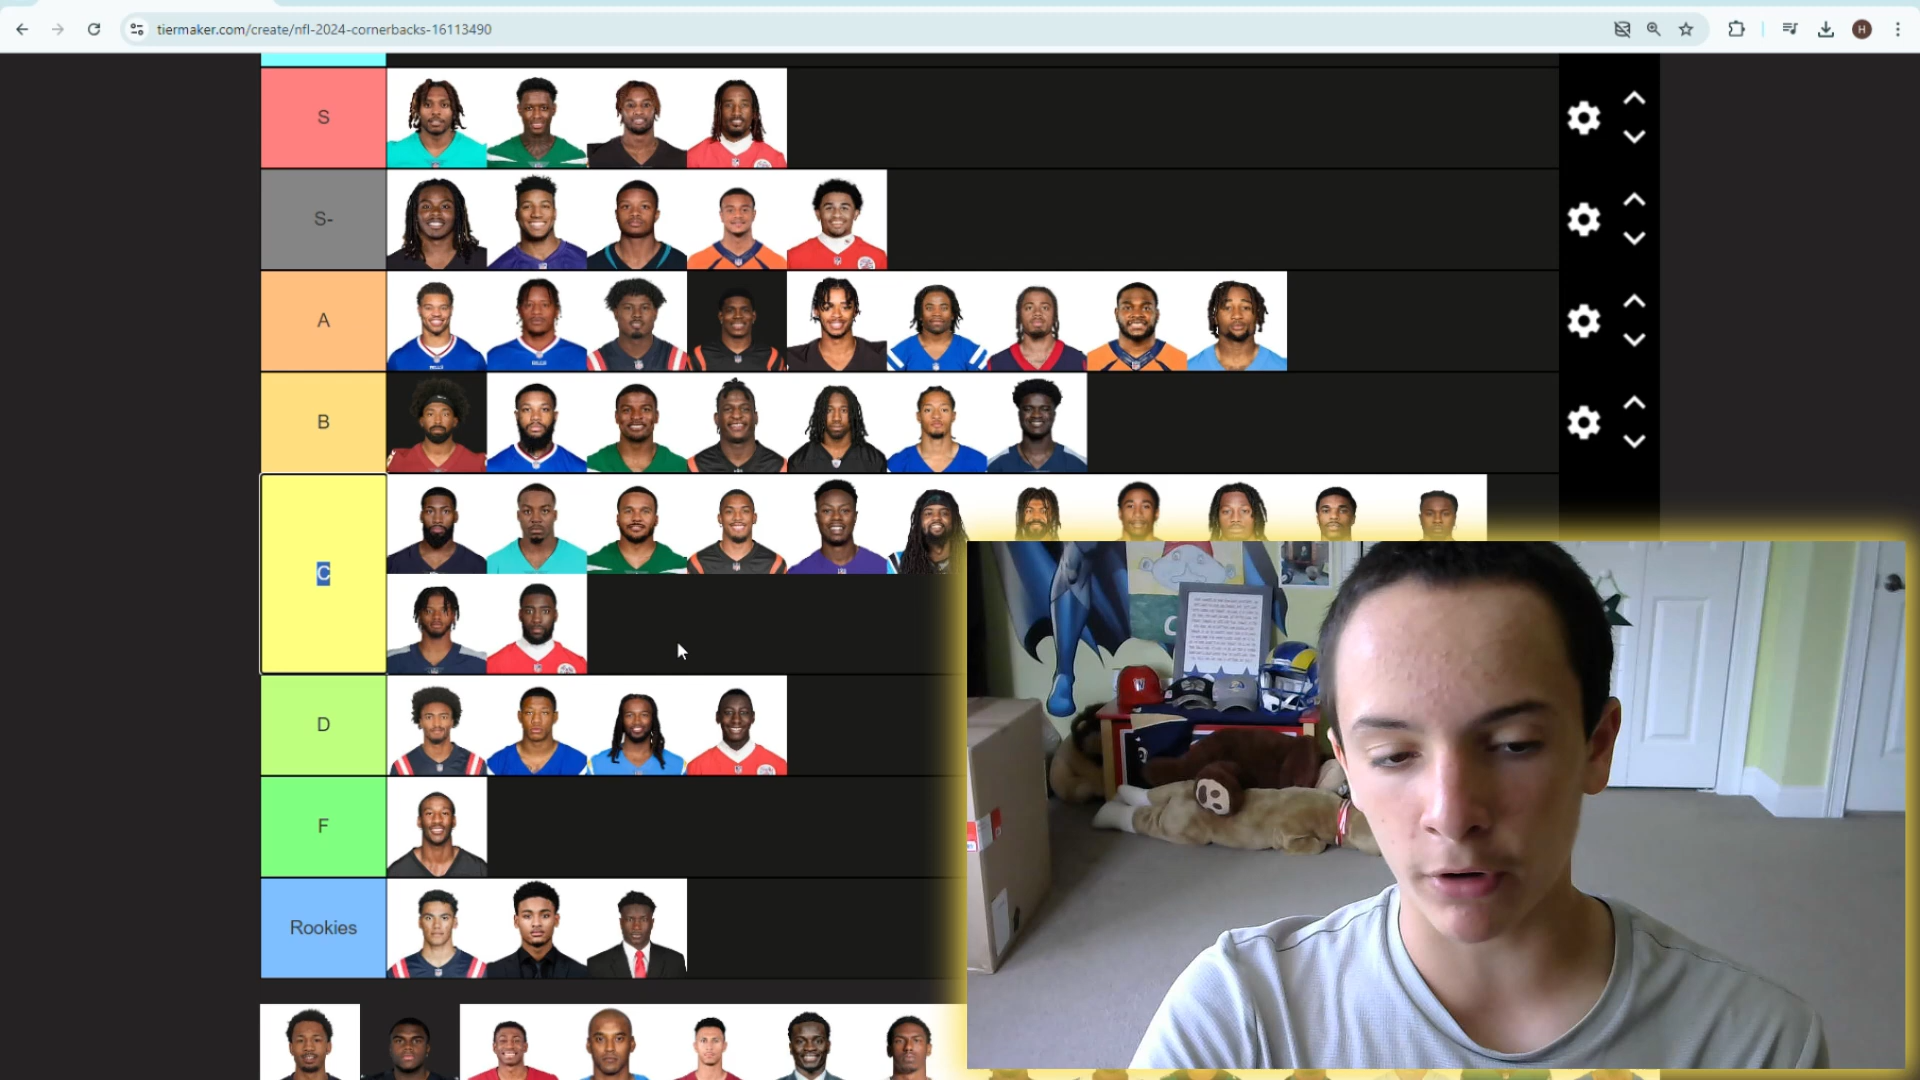 tiermaker.com/create/nfl-2024-cornerbacks-16113490
H
S
S-
A
B
C
D
F
Rookies